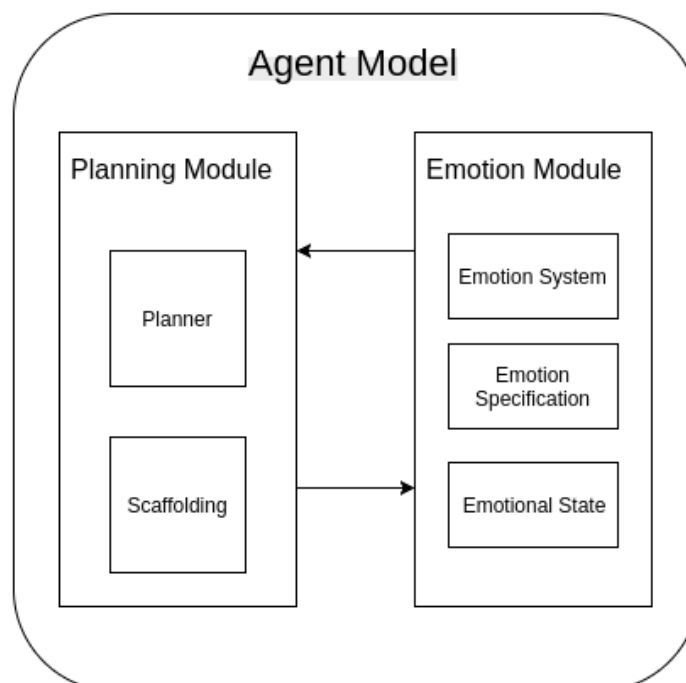 Agent Model
Planning Module
Planner
Scaffolding
Emotion Module
Emotion System
Emotion
Specification
Emotional State